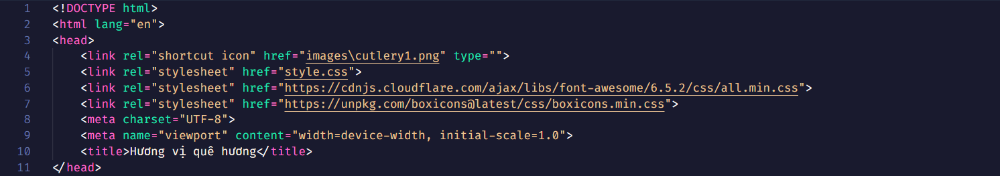 1 <!DOCTYPE html>
2 <html lang="en">
3 <head>
4 <link rel="shortcut icon" href="images\cutlery1.png" type="">
5 <link rel="stylesheet" href="style.css">
6 <link rel="stylesheet" href="https://cdnjs.cloudflare.com/ajax/libs/font-awesome/6.5.2/css/all.min.css">
7 <link rel="stylesheet" href="https://unpkg.com/boxicons@latest/css/boxicons.min.css">
8 <meta charset="UTF-8">
9 <meta name="viewport" content="width=device-width, initial-scale=1.0">
10 <title>Hương vị quê hương</title>
11 </head>